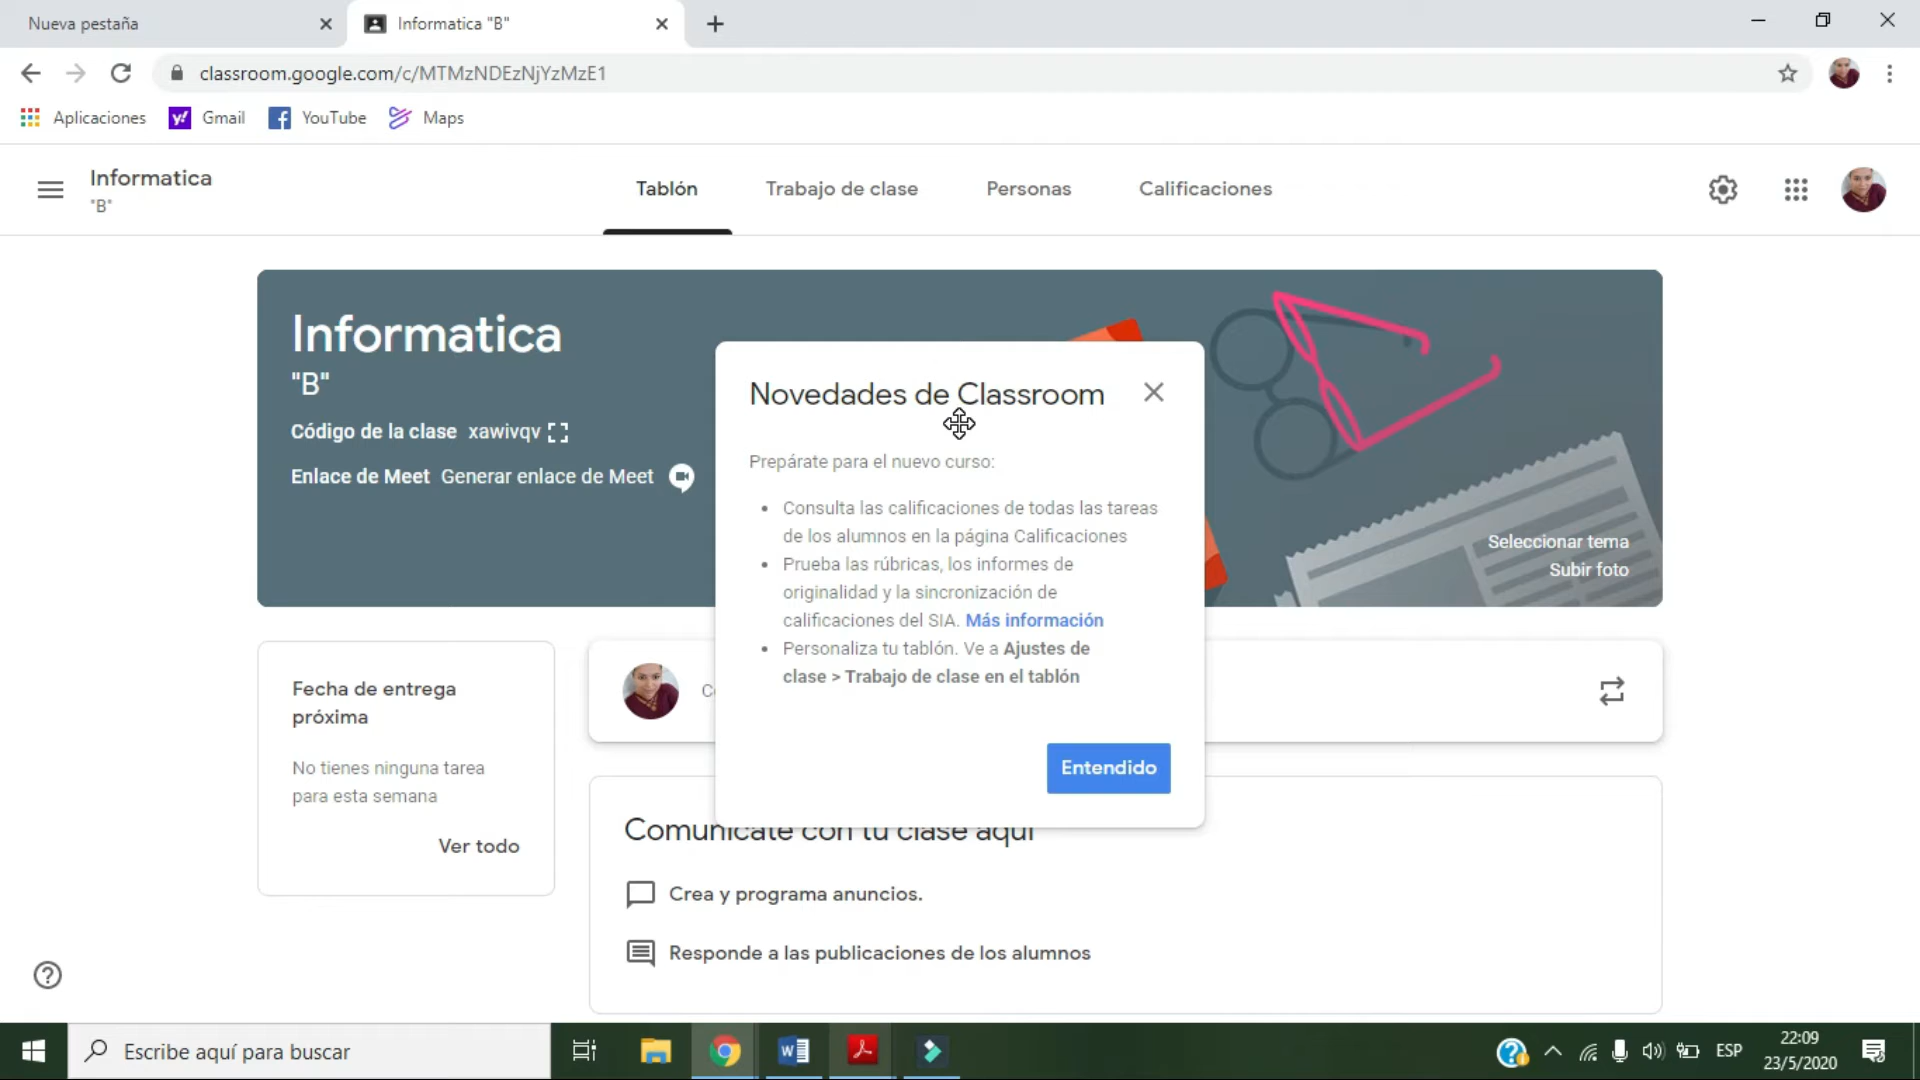 Nueva pestaña
Informatica "B"
classroom.google.com/c/MTMzNDEzNjYzMzE1
Aplicaciones
Gmail
YouTube
Maps
Informatica
"B"
Tablón
Trabajo de clase
Personas
Calificaciones
Informatica
"B"
Código de la clase xawivqv
Enlace de Meet Generar enlace de Meet
Seleccionar tema
Subir foto
Novedades de Classroom
Prepárate para el nuevo curso:
Consulta las calificaciones de todas las tareas
de los alumnos en la página Calificaciones
Prueba las rúbricas, los informes de
originalidad y la sincronización de
calificaciones del SIA. Más información
Personaliza tu tablón. Ve a Ajustes de
clase > Trabajo de clase en el tablón
Entendido
Fecha de entrega
próxima
No tienes ninguna tarea
para esta semana
Ver todo
Comunícate con tu clase aquí
Crea y programa anuncios.
Responde a las publicaciones de los alumnos
Escribe aquí para buscar
ESP
22:09
23/5/2020